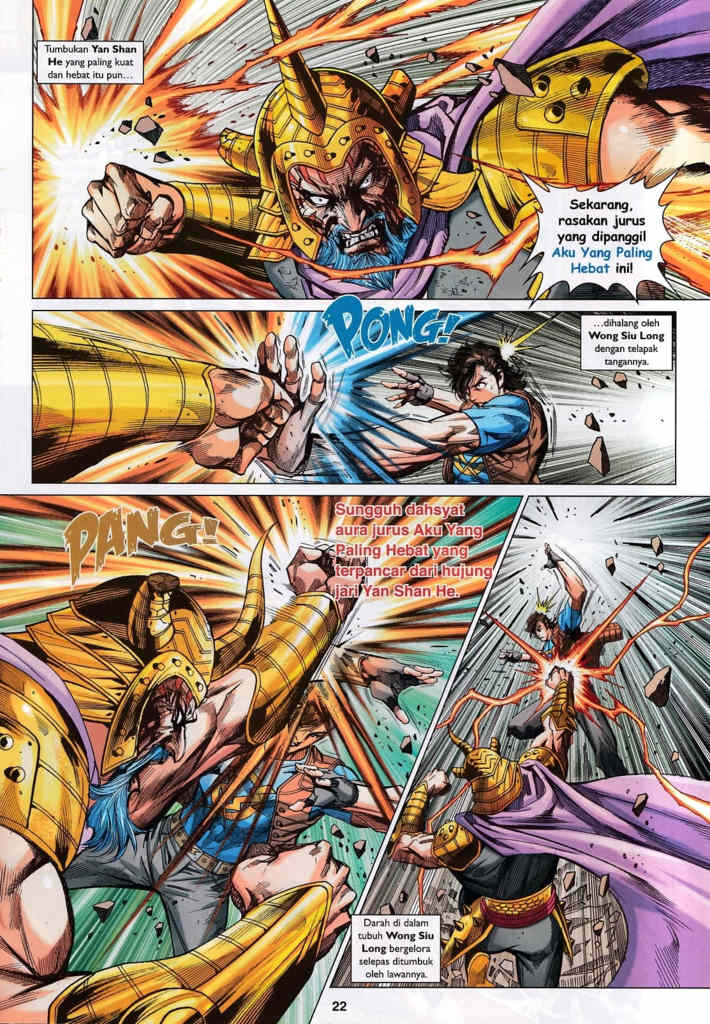 Tumbukan Yan Shan
He yang paling kuat
dan hebat itu pun...
Sekarang,
rasakan jurus
yang dipanggil
Aku Yang Paling
Hebat ini!
PONG!
...dihalang oleh
Wong Siu Long
dengan telapak
tangannya.
PANG!
Sungguh dahsyat
aura jurus Aku Yang
Paling Hebat yang
terpancar dari hujung
jari Yan Shan He.
Darah di dalam
tubuh Wong Siu
Long bergelora
selepas ditumbuk
oleh lawannya.
22